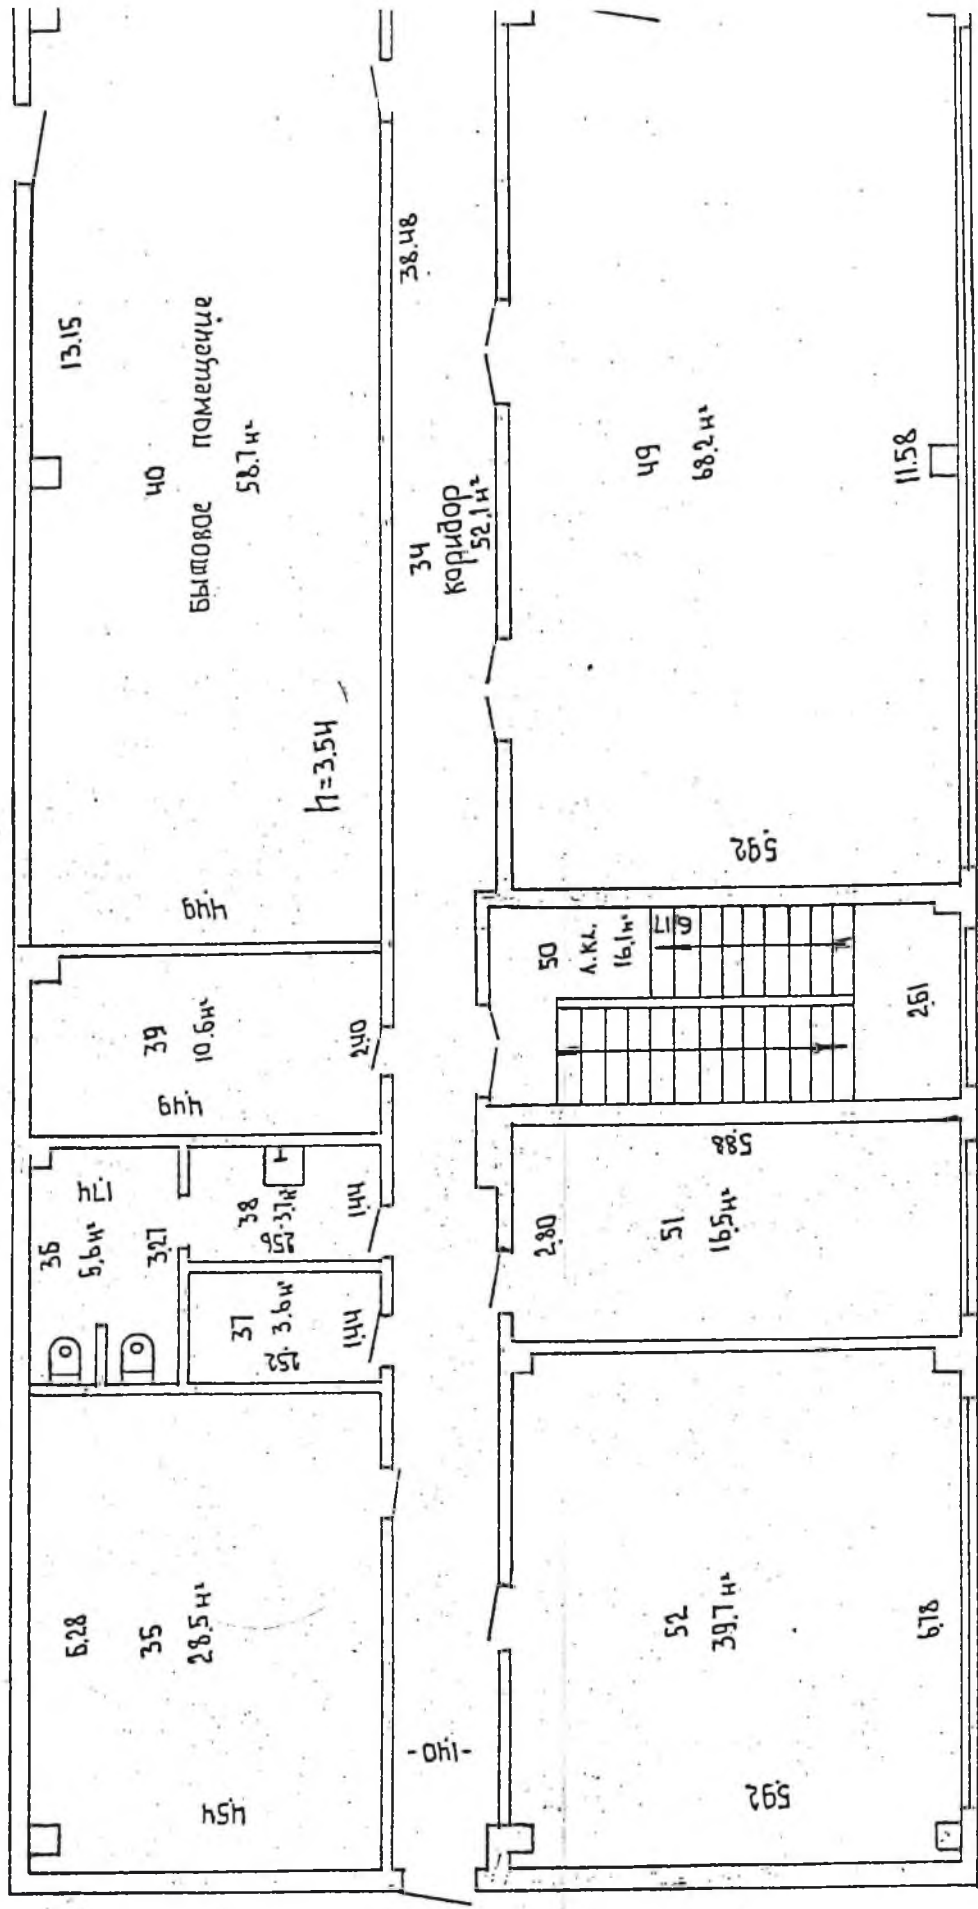 6.28
35
28.5 м²
4.54
36
5.6 м²
1.74
3.27
37
3.6 м²
2.52
1.44
38
3.7 м²
2.56
1.44
39
10.6 м²
4.49
2.40
13.15
40
бытовое помещение
58.7 м²
h=3.54
4.49
38.48
34
коридор
52.1 м²
-1.40-
52
39.7 м²
6.78
5.92
2.80
51
16.5 м²
5.88
50
л.кл.
16.1 м²
6.17
2.61
49
68.2 м²
11.58
5.92